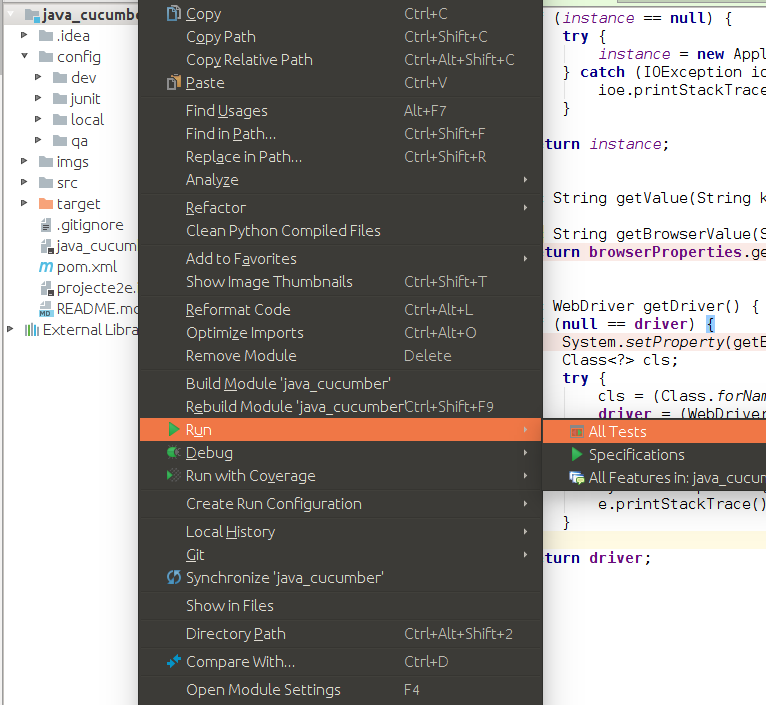 java_cucumbe
.idea
config
dev
junit
local
qa
imgs
src
target
.gitignore
java_cucum
pom.xml
projecte2e.
README.md
External Libra
Copy Ctrl+C
Copy Path Ctrl+Shift+C
Copy Relative Path Ctrl+Alt+Shift+C
Paste Ctrl+V
Find Usages Alt+F7
Find in Path... Ctrl+Shift+F
Replace in Path... Ctrl+Shift+R
Analyze
Refactor
Clean Python Compiled Files
Add to Favorites
Show Image Thumbnails Ctrl+Shift+T
Reformat Code Ctrl+Alt+L
Optimize Imports Ctrl+Alt+O
Remove Module Delete
Build Module 'java_cucumber'
Rebuild Module 'java_cucumber' Ctrl+Shift+F9
Run
Debug
Run with Coverage
Create Run Configuration
Local History
Git
Synchronize 'java_cucumber'
Show in Files
Directory Path Ctrl+Alt+Shift+2
Compare With... Ctrl+D
Open Module Settings F4
All Tests
Specifications
All Features in: java_cucum
(instance == null) {
try {
instance = new Appl
} catch (IOException io
ioe.printStackTrace
}
turn instance;
String getValue(String k
String getBrowserValue(S
turn browserProperties.ge
WebDriver getDriver() {
(null == driver) {
System.setProperty(getB
Class<?> cls;
try {
cls = (Class.forNam
driver = (WebDriver
e.printStackTrace()
}
turn driver;